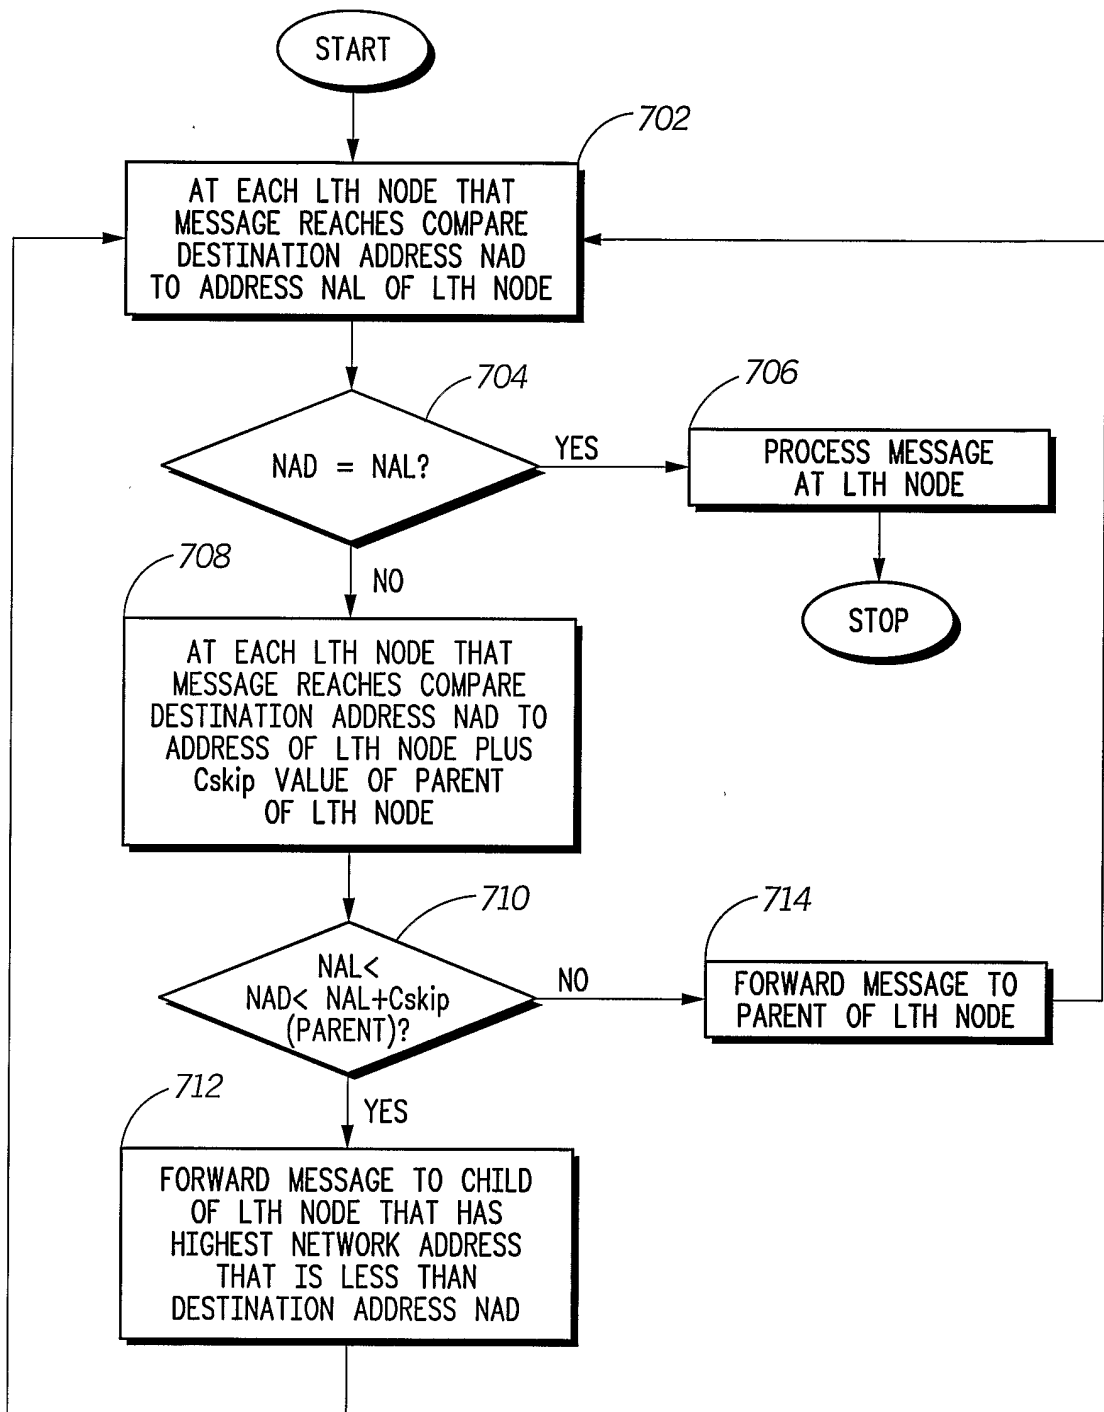 START
702
AT EACH LTH NODE THAT
MESSAGE REACHES COMPARE
DESTINATION ADDRESS NAD
TO ADDRESS NAL OF LTH NODE
704
NAD = NAL?
YES
706
PROCESS MESSAGE
AT LTH NODE
STOP
NO
708
AT EACH LTH NODE THAT
MESSAGE REACHES COMPARE
DESTINATION ADDRESS NAD TO
ADDRESS OF LTH NODE PLUS
Cskip VALUE OF PARENT
OF LTH NODE
710
NAL<
NAD< NAL+Cskip
(PARENT)?
NO
714
FORWARD MESSAGE TO
PARENT OF LTH NODE
YES
712
FORWARD MESSAGE TO CHILD
OF LTH NODE THAT HAS
HIGHEST NETWORK ADDRESS
THAT IS LESS THAN
DESTINATION ADDRESS NAD